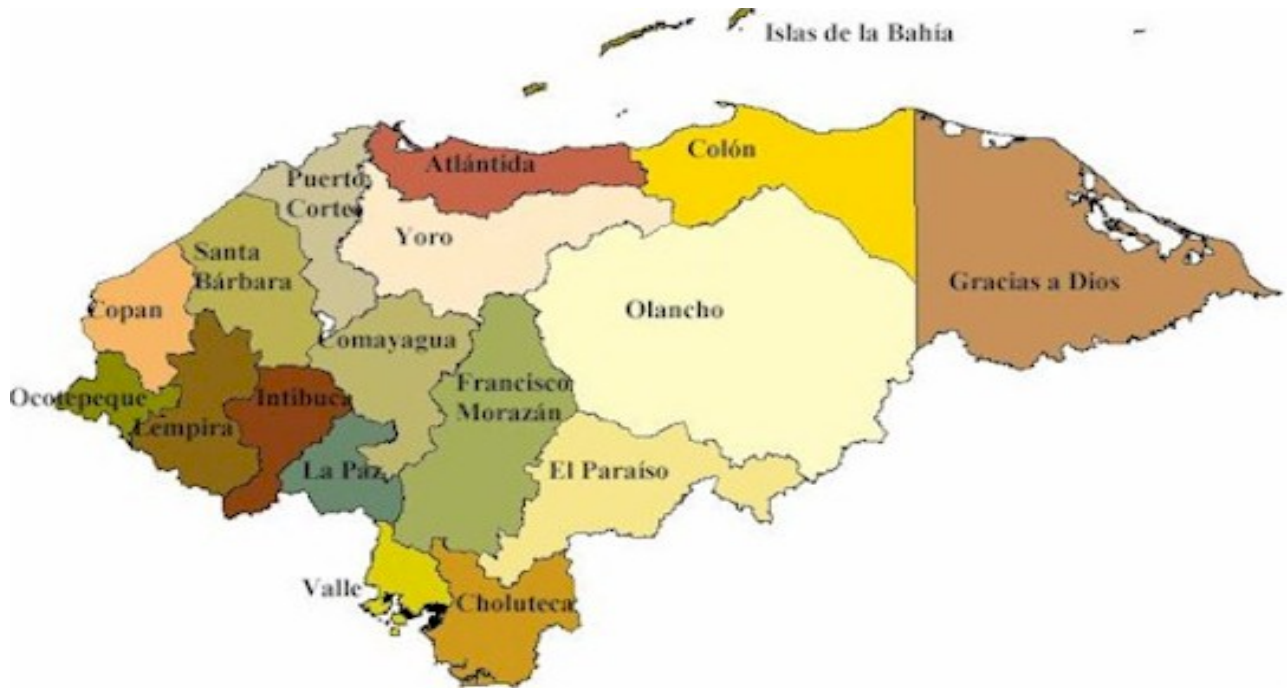 Islas de la Bahía
Colón
Atlántida
Puerto
Corte
Yoro
Santa
Bárbara
Gracias a Dios
Copan
Olancho
Comayagua
Francisco
Morazán
Ocotepeque
Intibuca
Lempira
La Paz
El Paraíso
Valle
Choluteca